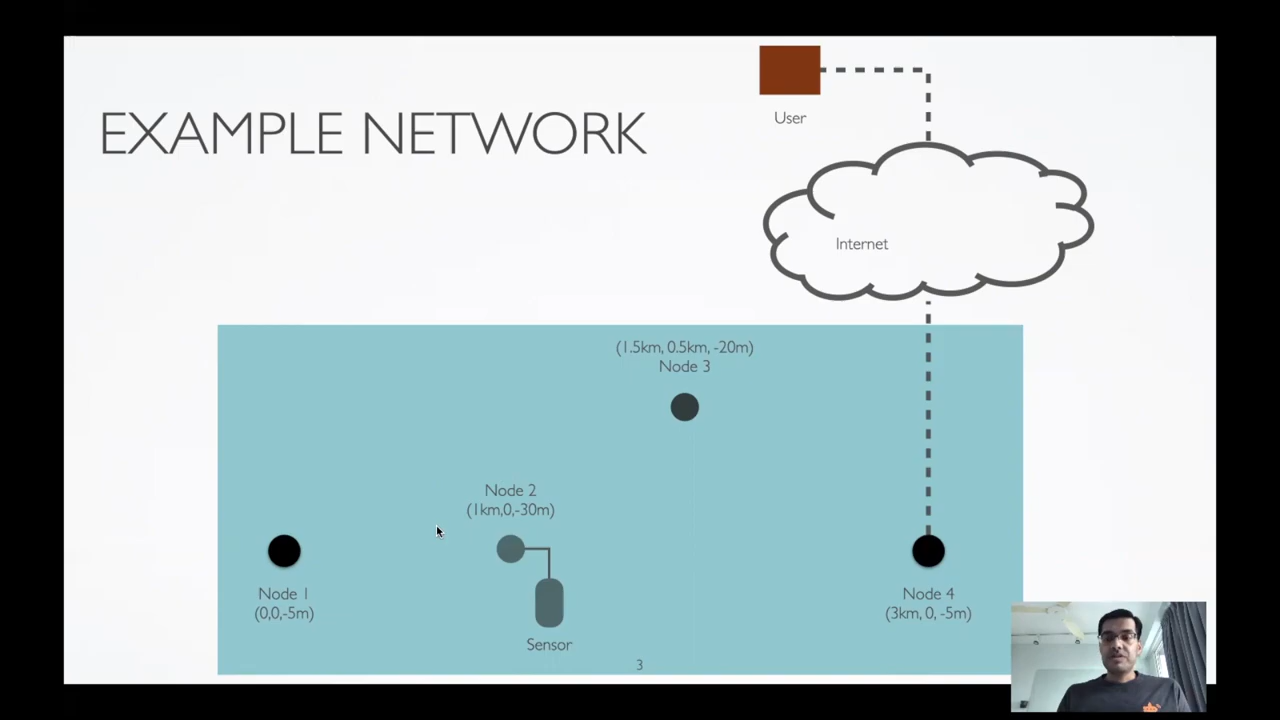 EXAMPLE NETWORK
User
Internet
(1.5km, 0.5km, -20m)
Node 3
Node 2
(1km,0,-30m)
Node 1
(0,0,-5m)
Node 4
(3km, 0, -5m)
Sensor
3